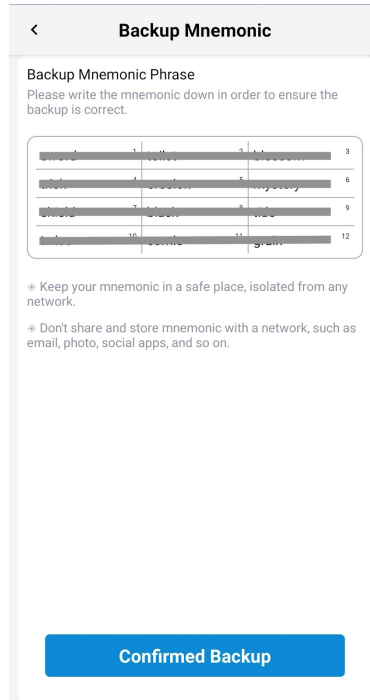 Backup Mnemonic
Backup Mnemonic Phrase
Please write the mnemonic down in order to ensure the
backup is correct.
1 2 3
4 5 6
7 8 9
10 11 12
Keep your mnemonic in a safe place, isolated from any
network.
Don't share and store mnemonic with a network, such as
email, photo, social apps, and so on.
Confirmed Backup